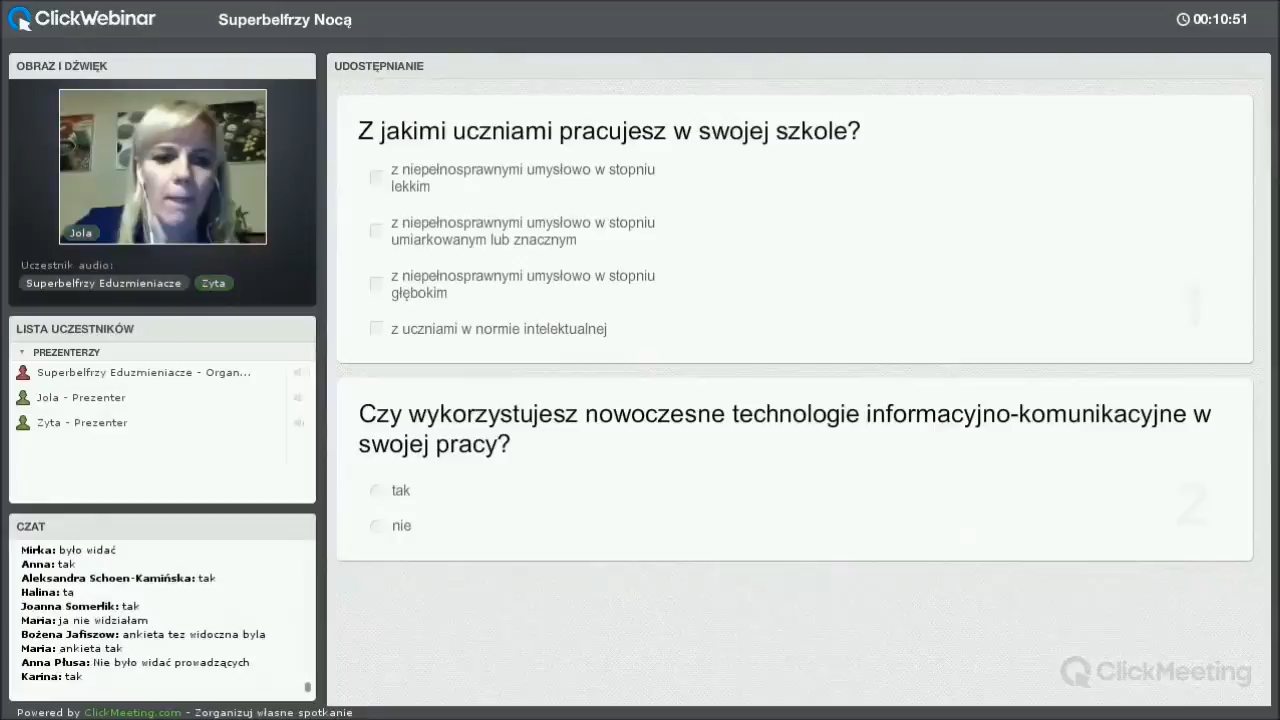 ClickWebinar
Superbelfrzy Nocą
00:10:51
OBRAZ I DŹWIĘK
Jola
Uczestnik audio:
Superbelfrzy Eduzmieniacze
Zyta
LISTA UCZESTNIKÓW
PREZENTERZY
Superbelfrzy Eduzmieniacze - Organ...
Jola - Prezenter
Zyta - Prezenter
CZAT
Mirka: było widać
Anna: tak
Aleksandra Schoen-Kamińska: tak
Halina: ta
Joanna Somerlik: tak
Maria: ja nie widziałam
Bożena Jafiszow: ankieta tez widoczna byla
Maria: ankieta tak
Anna Płusa: Nie było widać prowadzących
Karina: tak
Powered by ClickMeeting.com - Zorganizuj własne spotkanie
UDOSTĘPNIANIE
Z jakimi uczniami pracujesz w swojej szkole?
z niepełnosprawnymi umysłowo w stopniu
lekkim
z niepełnosprawnymi umysłowo w stopniu
umiarkowanym lub znacznym
z niepełnosprawnymi umysłowo w stopniu
głębokim
z uczniami w normie intelektualnej
1
Czy wykorzystujesz nowoczesne technologie informacyjno-komunikacyjne w
swojej pracy?
tak
nie
2
ClickMeeting